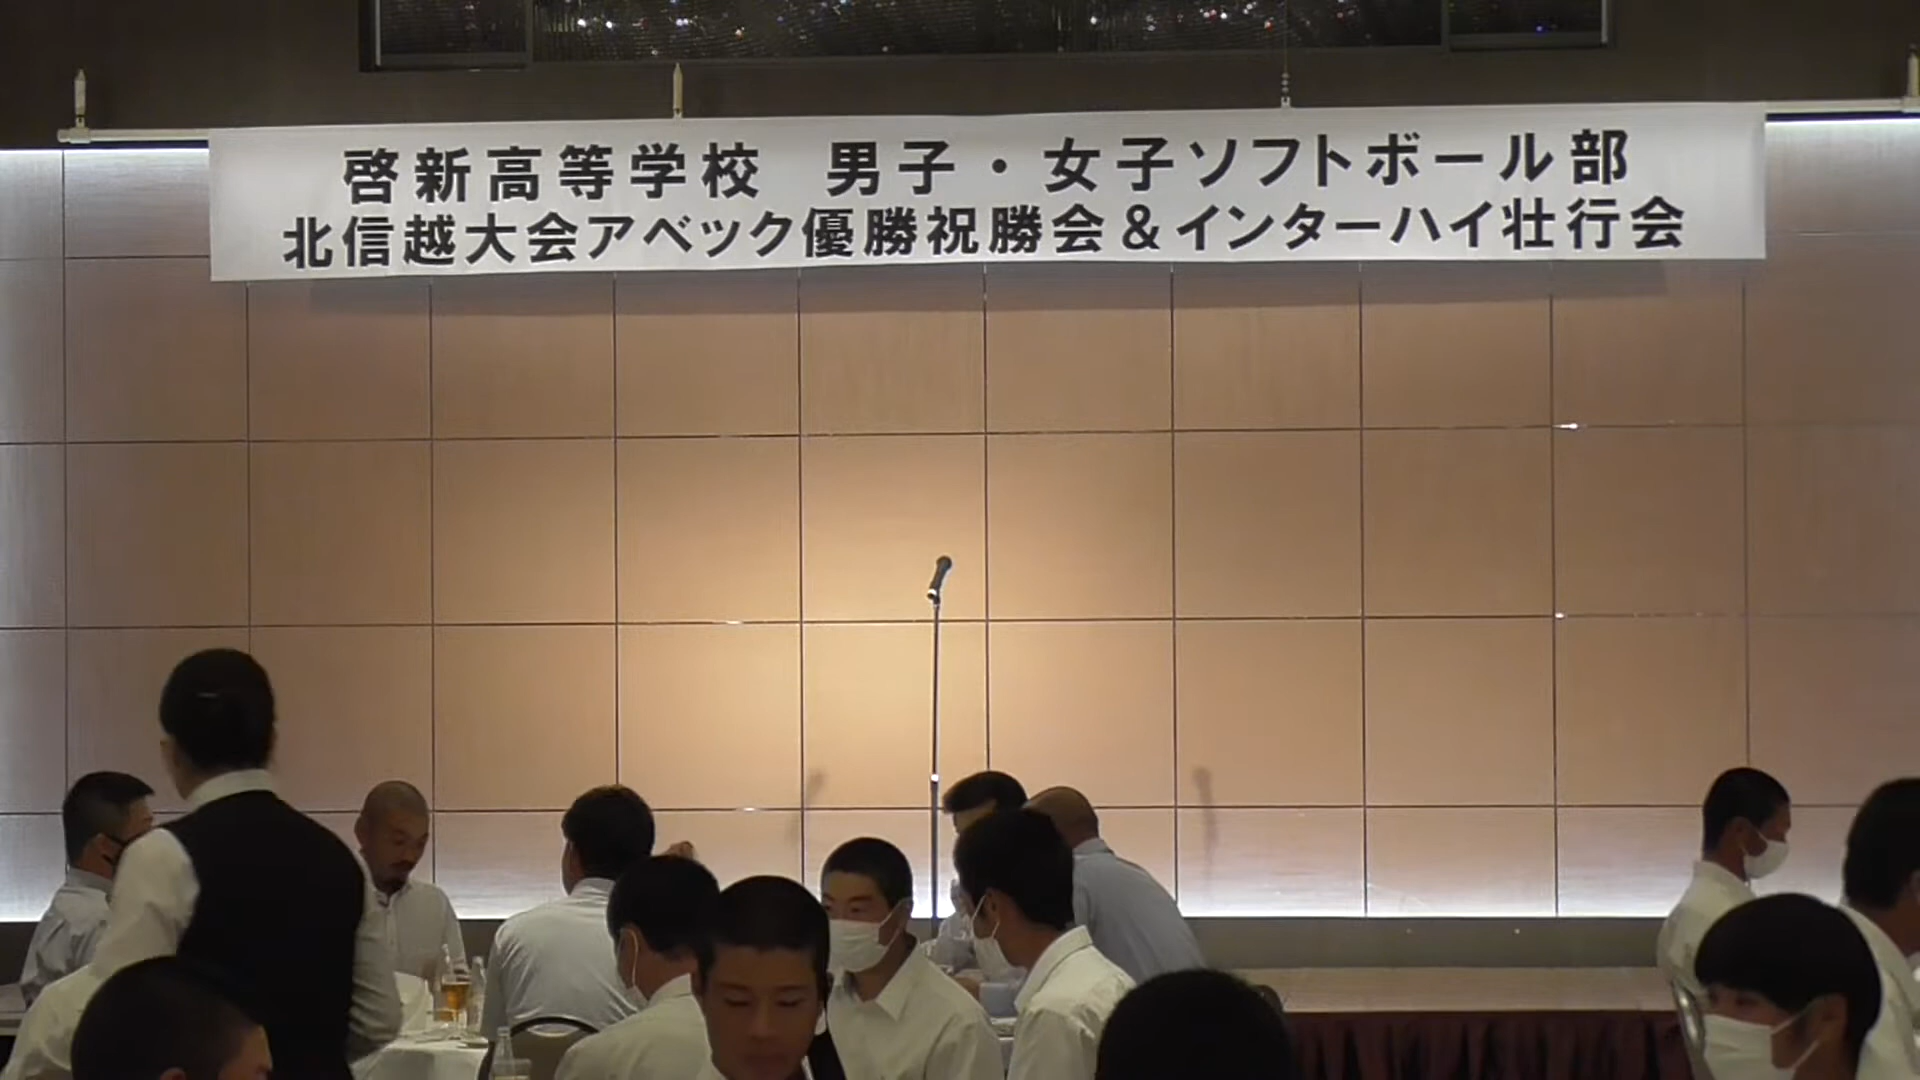 啓新高等学校 男子・女子ソフトボール部
北信越大会アベック優勝祝勝会&インターハイ壮行会